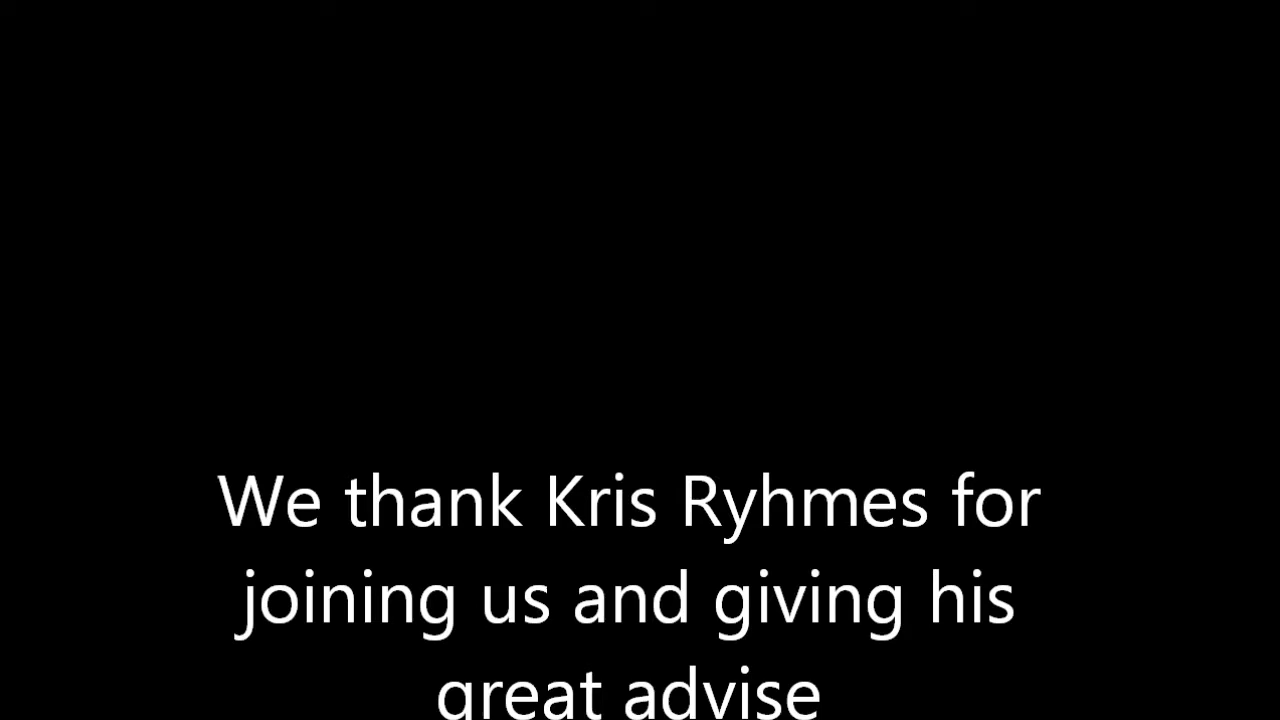 We thank Kris Ryhmes for
joining us and giving his
great advise